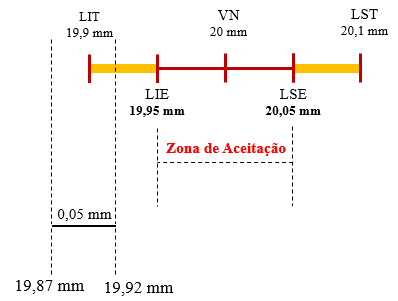 LIT
19,9 mm
VN
20 mm
LST
20,1 mm
LIE
19,95 mm
LSE
20,05 mm
Zona de Aceitação
0,05 mm
19,87 mm
19,92 mm